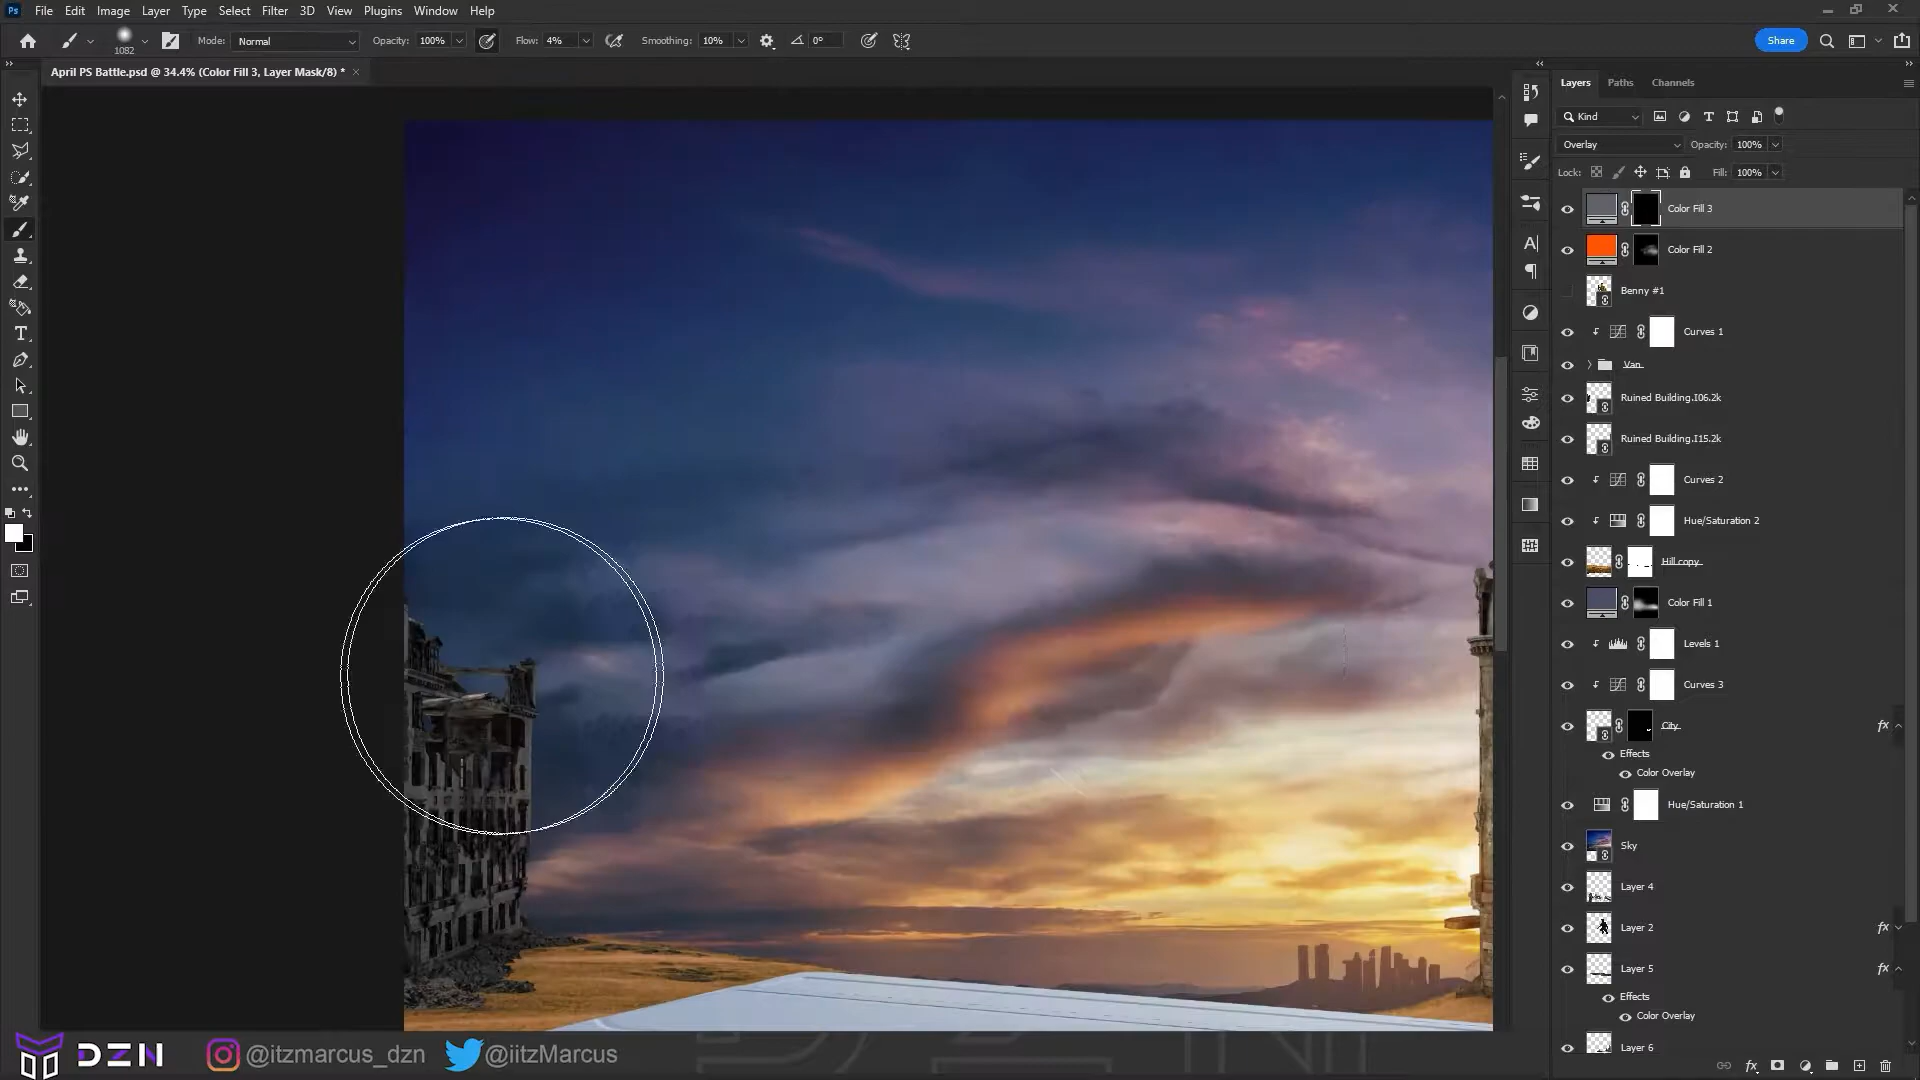 Ps File Edit Image Layer Type Select Filter 3D View Plugins Window Help
1082 Mode: Normal Opacity: 100% Flow: 4% Smoothing: 10% 0° Share
April PS Battle.psd @ 34.4% (Color Fill 3, Layer Mask/8) * ×
Layers Paths Channels
Kind
Overlay Opacity: 100%
Lock: Fill: 100%
Color Fill 3
Color Fill 2
Benny #1
Curves 1
Van
Ruined Building.I06.2k
Ruined Building.I15.2k
Curves 2
Hue/Saturation 2
Hill copy
Color Fill 1
Levels 1
Curves 3
City fx
Effects
Color Overlay
Hue/Saturation 1
Sky
Layer 4
Layer 2 fx
Layer 5 fx
Effects
Color Overlay
Layer 6
DZN @itzmarcus_dzn @iitzMarcus